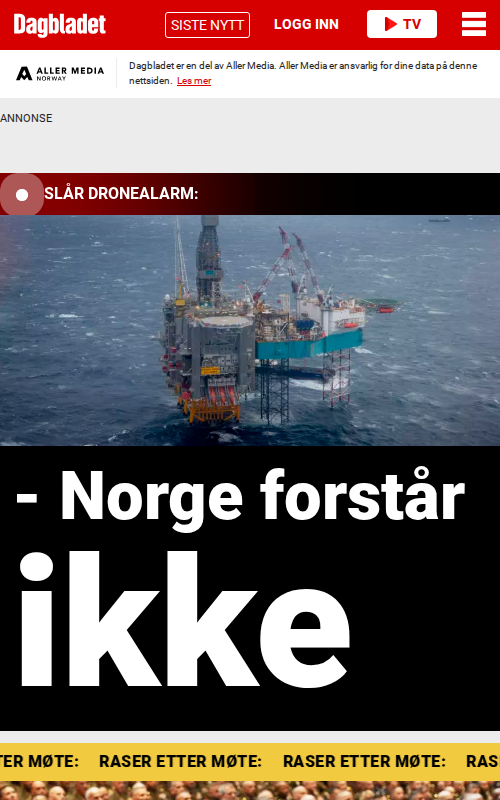 Dagbladet
SISTE NYTT
LOGG INN
TV
ALLER MEDIA
NORWAY
Dagbladet er en del av Aller Media. Aller Media er ansvarlig for dine data på denne
nettsiden. Les mer
ANNONSE
SLÅR DRONEALARM:
- Norge forstår
ikke
TER MØTE: RASER ETTER MØTE: RASER ETTER MØTE: RAS